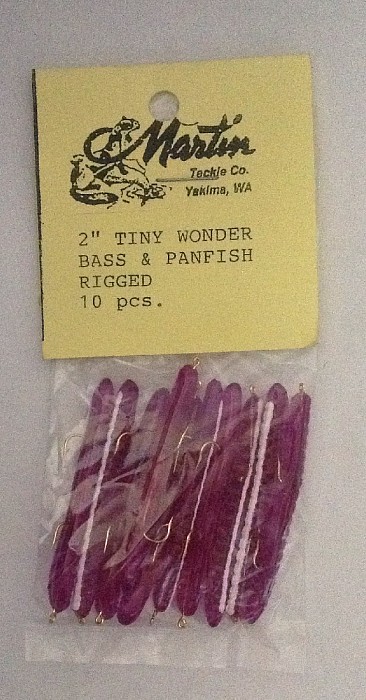 Martin
Tackle Co.
Yakima, WA
2" TINY WONDER
BASS & PANFISH
RIGGED
10 pcs.